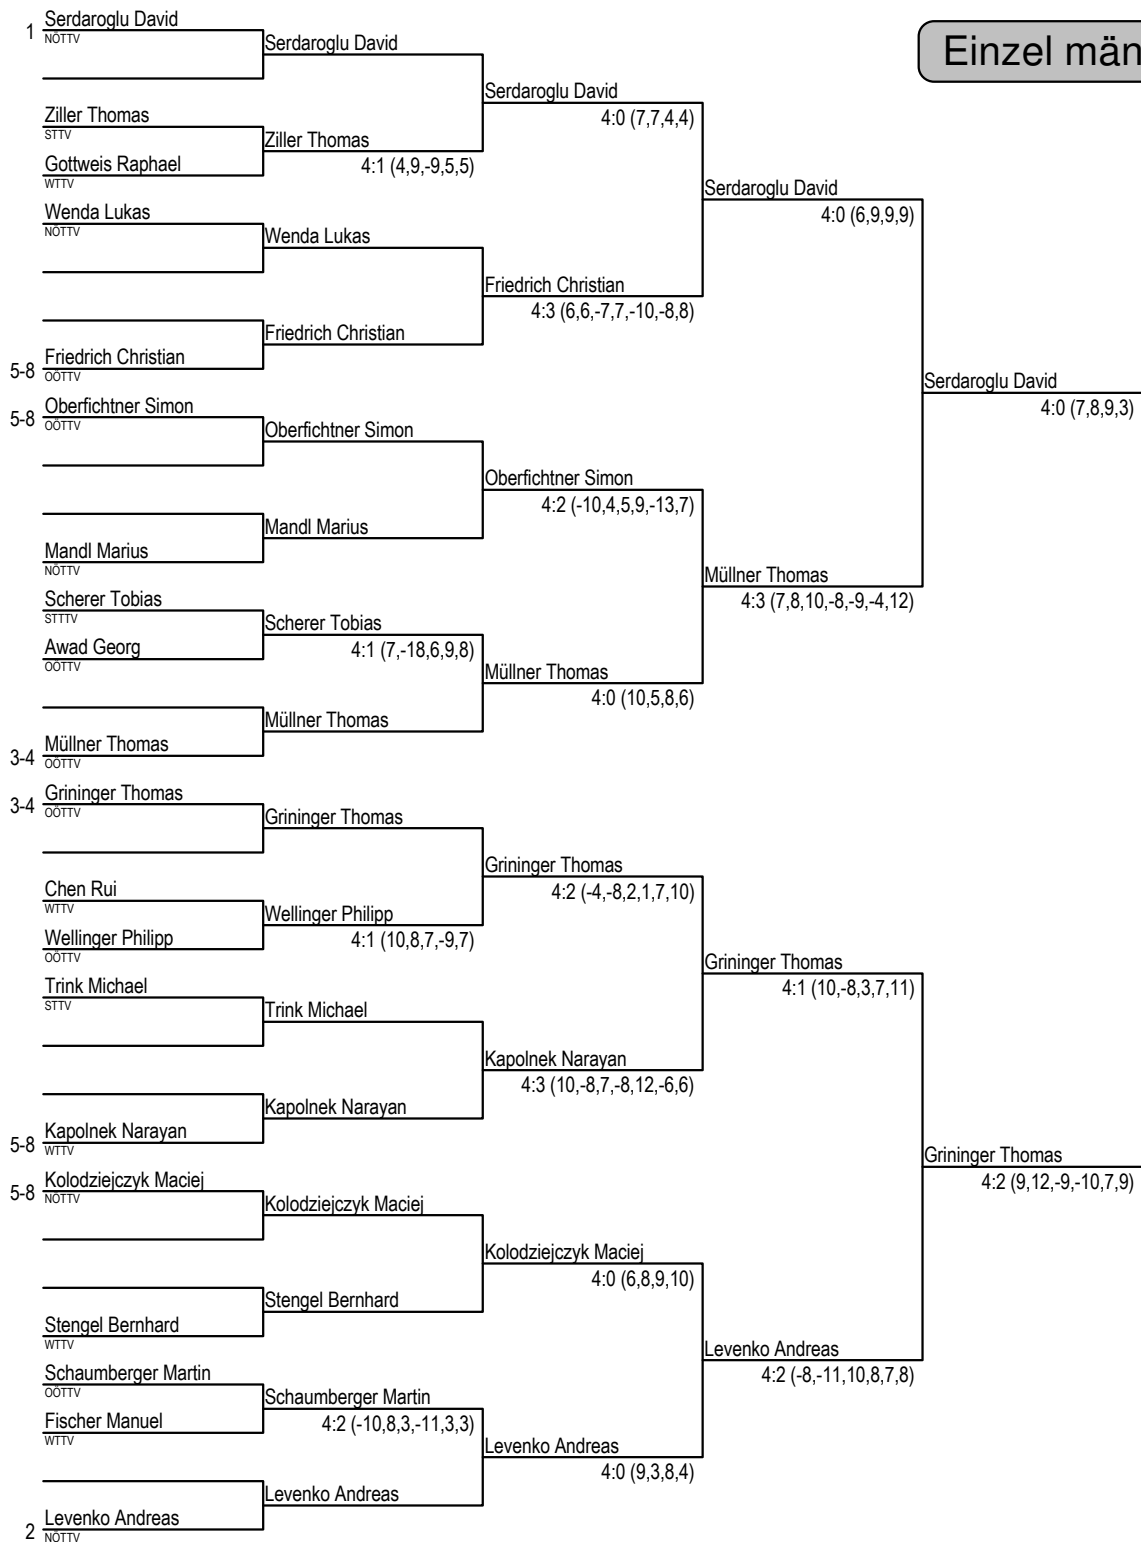 Einzel män
1 Serdaroglu David
NÖTTV
Serdaroglu David
Serdaroglu David
4:0 (7,7,4,4)
Ziller Thomas
STTV
Ziller Thomas
4:1 (4,9,-9,5,5)
Gottweis Raphael
WTTV
Serdaroglu David
4:0 (6,9,9,9)
Wenda Lukas
NÖTTV
Wenda Lukas
Friedrich Christian
4:3 (6,6,-7,7,-10,-8,8)
Friedrich Christian
5-8 Friedrich Christian
OÖTTV
Serdaroglu David
4:0 (7,8,9,3)
5-8 Oberfichtner Simon
OÖTTV
Oberfichtner Simon
Oberfichtner Simon
4:2 (-10,4,5,9,-13,7)
Mandl Marius
Mandl Marius
NÖTTV
Müllner Thomas
4:3 (7,8,10,-8,-9,-4,12)
Scherer Tobias
STTTV
Scherer Tobias
4:1 (7,-18,6,9,8)
Awad Georg
OÖTTV
Müllner Thomas
4:0 (10,5,8,6)
Müllner Thomas
3-4 Müllner Thomas
OÖTTV
3-4 Grininger Thomas
OÖTTV
Grininger Thomas
Grininger Thomas
4:2 (-4,-8,2,1,7,10)
Chen Rui
WTTV
Wellinger Philipp
4:1 (10,8,7,-9,7)
Wellinger Philipp
OÖTTV
Grininger Thomas
4:1 (10,-8,3,7,11)
Trink Michael
STTV
Trink Michael
Kapolnek Narayan
4:3 (10,-8,7,-8,12,-6,6)
Kapolnek Narayan
5-8 Kapolnek Narayan
WTTV
Grininger Thomas
4:2 (9,12,-9,-10,7,9)
5-8 Kolodziejczyk Maciej
NÖTTV
Kolodziejczyk Maciej
Kolodziejczyk Maciej
4:0 (6,8,9,10)
Stengel Bernhard
Stengel Bernhard
WTTV
Levenko Andreas
4:2 (-8,-11,10,8,7,8)
Schaumberger Martin
OÖTTV
Schaumberger Martin
4:2 (-10,8,3,-11,3,3)
Fischer Manuel
WTTV
Levenko Andreas
4:0 (9,3,8,4)
Levenko Andreas
2 Levenko Andreas
NÖTTV